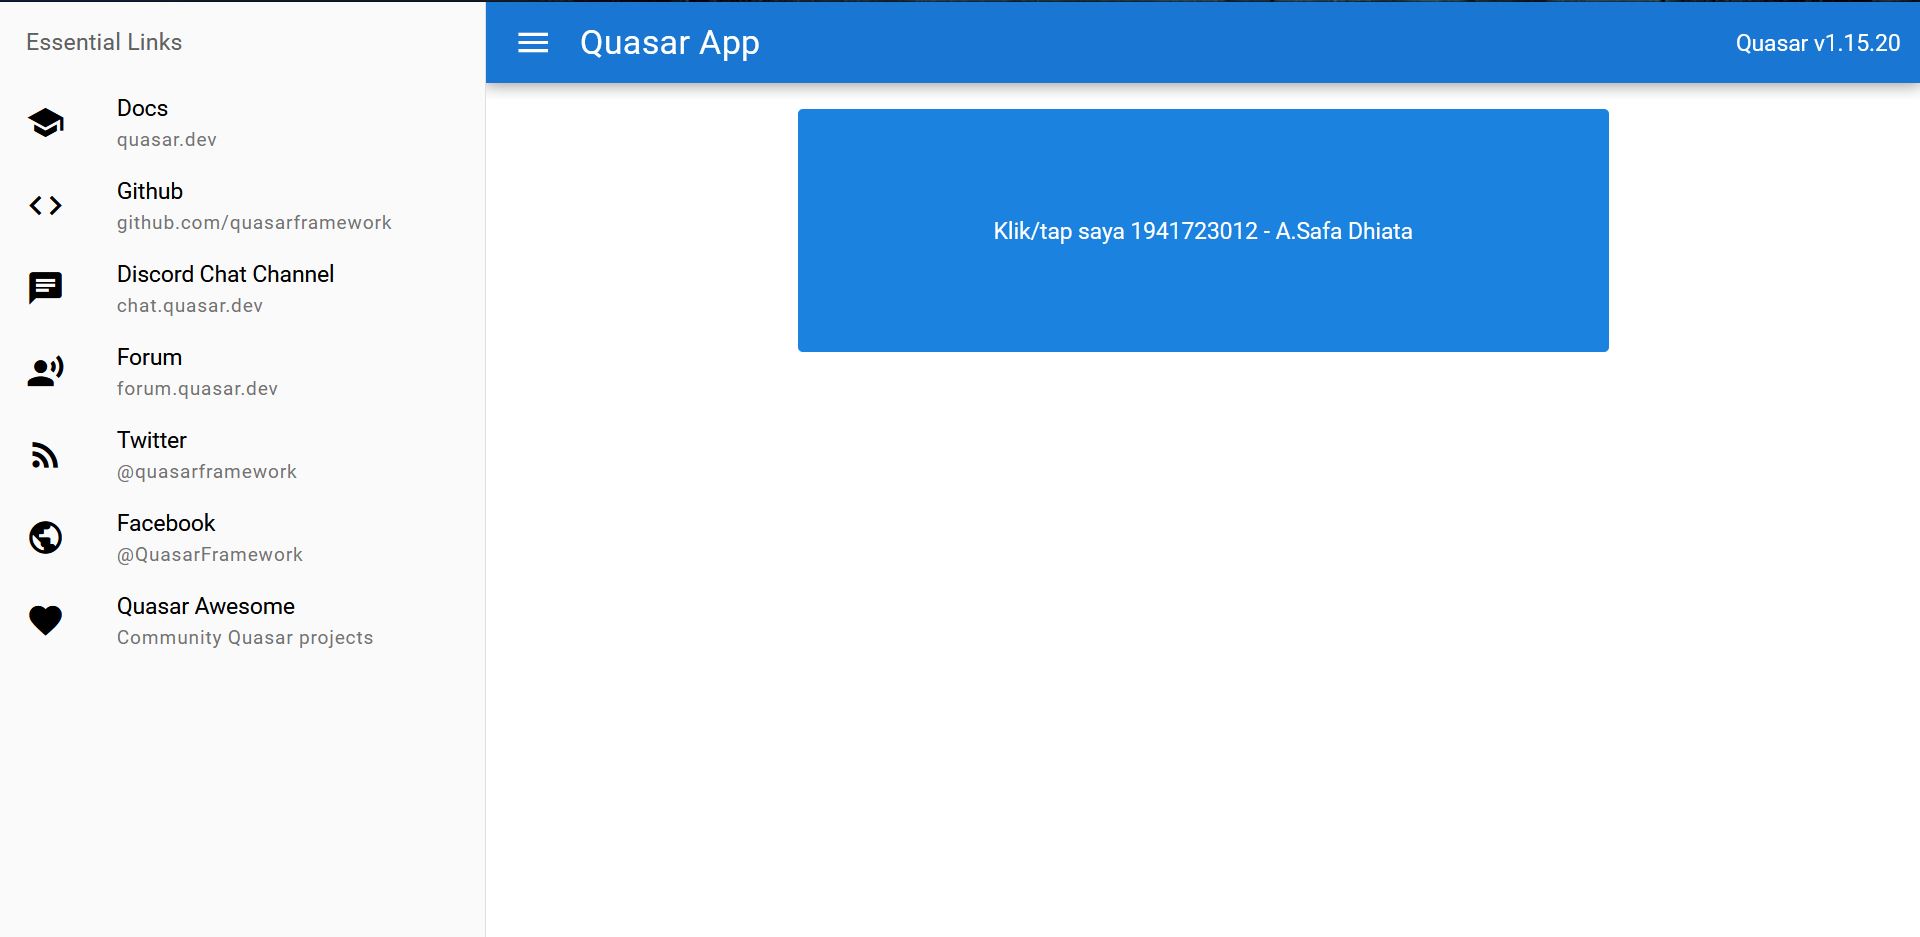 Essential Links
Docs
quasar.dev
Github
github.com/quasarframework
Discord Chat Channel
chat.quasar.dev
Forum
forum.quasar.dev
Twitter
@quasarframework
Facebook
@QuasarFramework
Quasar Awesome
Community Quasar projects
Quasar App
Quasar v1.15.20
Klik/tap saya 1941723012 - A.Safa Dhiata